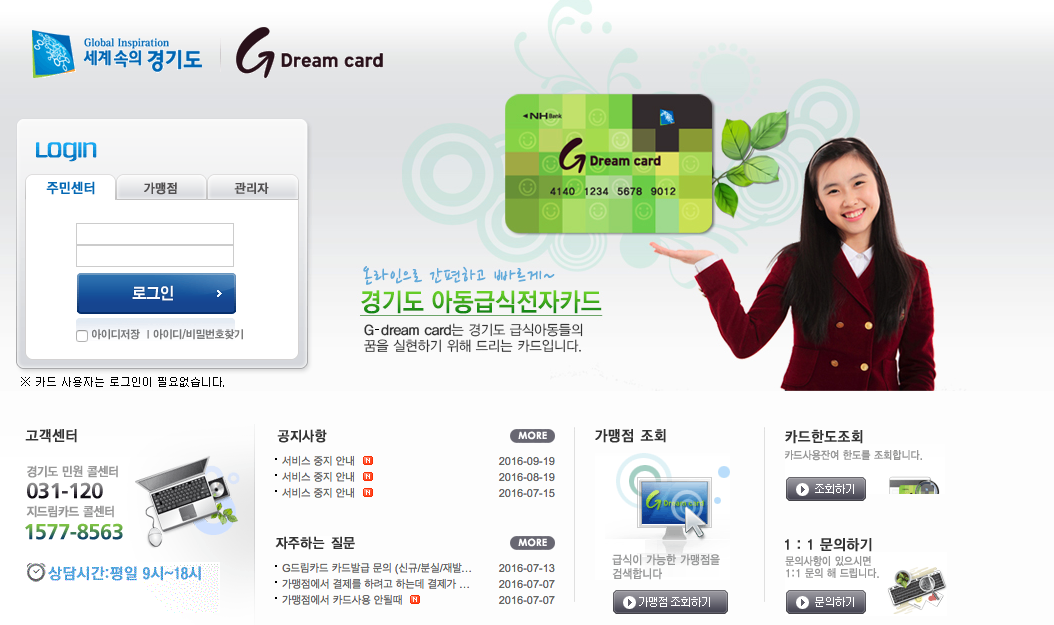 Global Inspiration
세계 속의 경기도
G Dream card
LOGIN
주민센터
가맹점
관리자
로그인
아이디저장 | 아이디/비밀번호찾기
※ 카드 사용자는 로그인이 필요없습니다.
NH Bank
G Dream card
4140 1234 5678 9012
온라인으로 간편하고 빠르게~
경기도 아동급식전자카드
G-dream card는 경기도 급식아동들의
꿈을 실현하기 위해 드리는 카드입니다.
고객센터
경기도 민원 콜센터
031-120
지드림카드 콜센터
1577-8563
상담시간:평일 9시~18시
공지사항
MORE
서비스 중지 안내 N 2016-09-19
서비스 중지 안내 N 2016-08-19
서비스 중지 안내 N 2016-07-15
자주하는 질문
MORE
G드림카드 카드발급 문의 (신규/분실/재발... 2016-07-13
가맹점에서 결제를 하려고 하는데 결제가 ... 2016-07-07
가맹점에서 카드사용 안될때 N 2016-07-07
가맹점 조회
G Dream card
급식이 가능한 가맹점을
검색합니다
가맹점 조회하기
카드한도조회
카드사용잔여 한도를 조회합니다.
조회하기
1 : 1 문의하기
문의사항이 있으시면
1:1 문의 해 드립니다.
문의하기